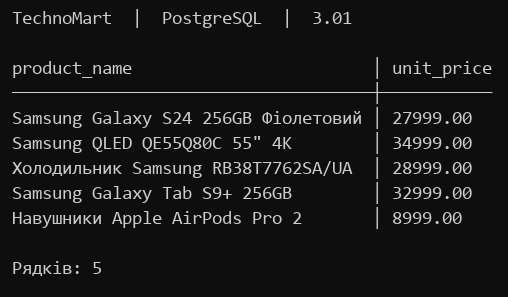 TechnoMart | PostgreSQL | 3.01
product_name | unit_price
Samsung Galaxy S24 256GB Фіолетовий | 27999.00
Samsung QLED QE55Q80C 55" 4K | 34999.00
Холодильник Samsung RB38T7762SA/UA | 28999.00
Samsung Galaxy Tab S9+ 256GB | 32999.00
Навушники Apple AirPods Pro 2 | 8999.00
Рядків: 5